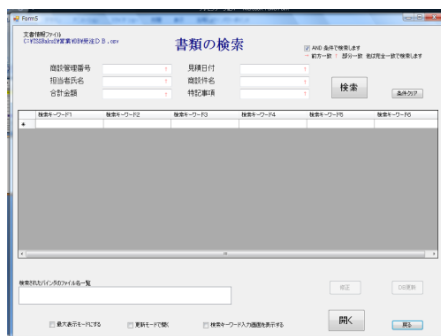 Form5
文書情報ファイル
書類の検索
AND 条件で検索します
商談管理番号
見積日付
担当者氏名
商談件名
合計金額
特記事項
検索
条件クリア
検索キーワード1 検索キーワード2 検索キーワード3 検索キーワード4 検索キーワード5 検索キーワード6
検索されたバインダのファイル名一覧
修正
DB更新
最大表示モードにする
更新モードで開く
検索キーワード入力画面を表示する
開く
戻る